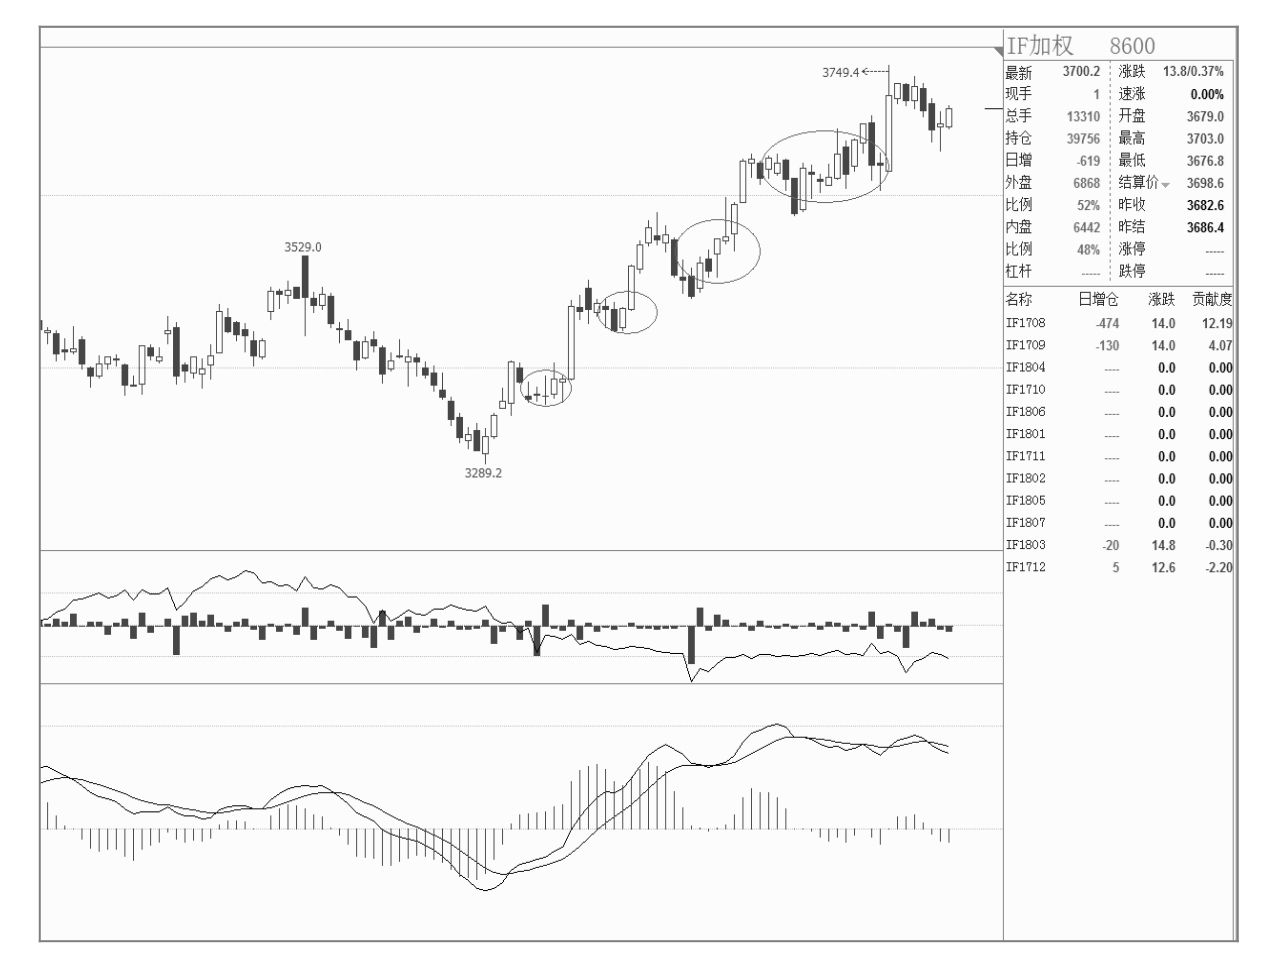 IF加权 8600
3749.4
3529.0
3289.2
最新 3700.2 涨跌 13.8/0.37%
现手 1 速涨 0.00%
总手 13310 开盘 3679.0
持仓 39756 最高 3703.0
日增 -619 最低 3676.8
外盘 6868 结算价 3698.6
比例 52% 昨收 3682.6
内盘 6442 昨结 3686.4
比例 48% 涨停 -----
杠杆 ----- 跌停 -----
名称 日增仓 涨跌 贡献度
IF1708 -474 14.0 12.19
IF1709 -130 14.0 4.07
IF1804 ---- 0.0 0.00
IF1710 ---- 0.0 0.00
IF1806 ---- 0.0 0.00
IF1801 ---- 0.0 0.00
IF1711 ---- 0.0 0.00
IF1802 ---- 0.0 0.00
IF1805 ---- 0.0 0.00
IF1807 ---- 0.0 0.00
IF1803 -20 14.8 -0.30
IF1712 5 12.6 -2.20